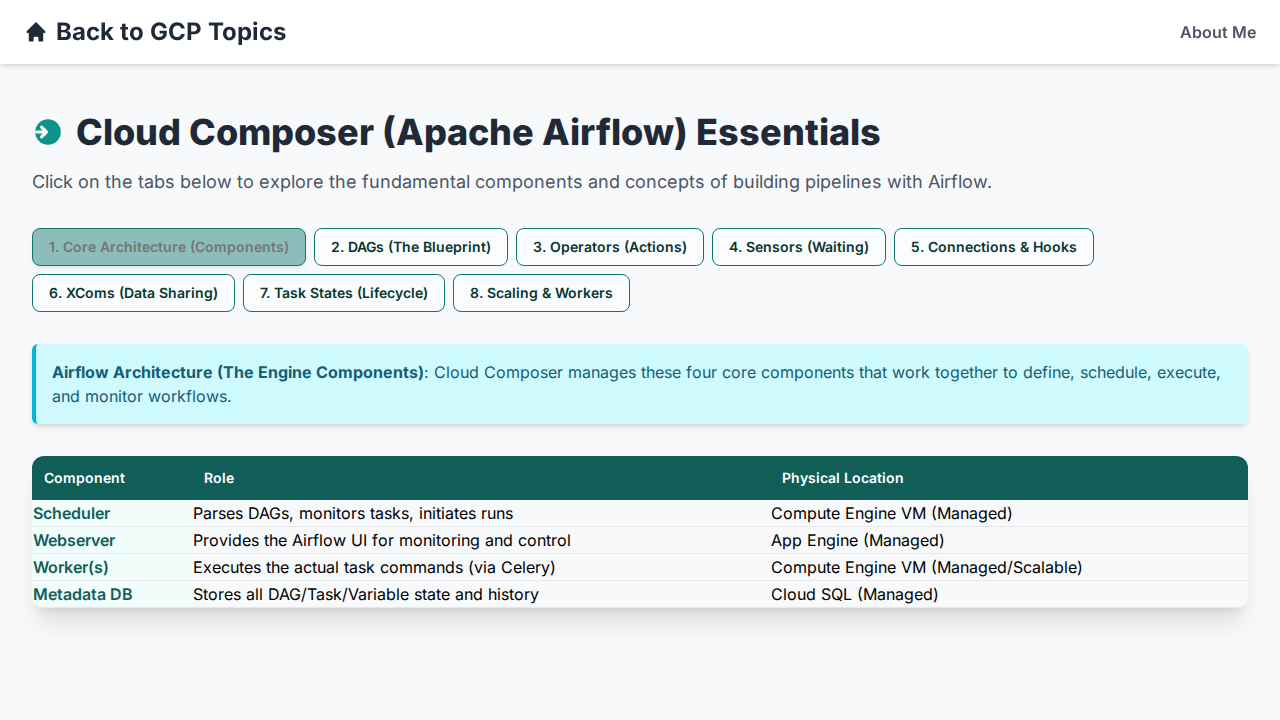 Back to GCP Topics
About Me
Cloud Composer (Apache Airflow) Essentials
Click on the tabs below to explore the fundamental components and concepts of building pipelines with Airflow.
1. Core Architecture (Components)
2. DAGs (The Blueprint)
3. Operators (Actions)
4. Sensors (Waiting)
5. Connections & Hooks
6. XComs (Data Sharing)
7. Task States (Lifecycle)
8. Scaling & Workers
Airflow Architecture (The Engine Components): Cloud Composer manages these four core components that work together to define, schedule, execute,
and monitor workflows.
Component Role Physical Location
Scheduler Parses DAGs, monitors tasks, initiates runs Compute Engine VM (Managed)
Webserver Provides the Airflow UI for monitoring and control App Engine (Managed)
Worker(s) Executes the actual task commands (via Celery) Compute Engine VM (Managed/Scalable)
Metadata DB Stores all DAG/Task/Variable state and history Cloud SQL (Managed)